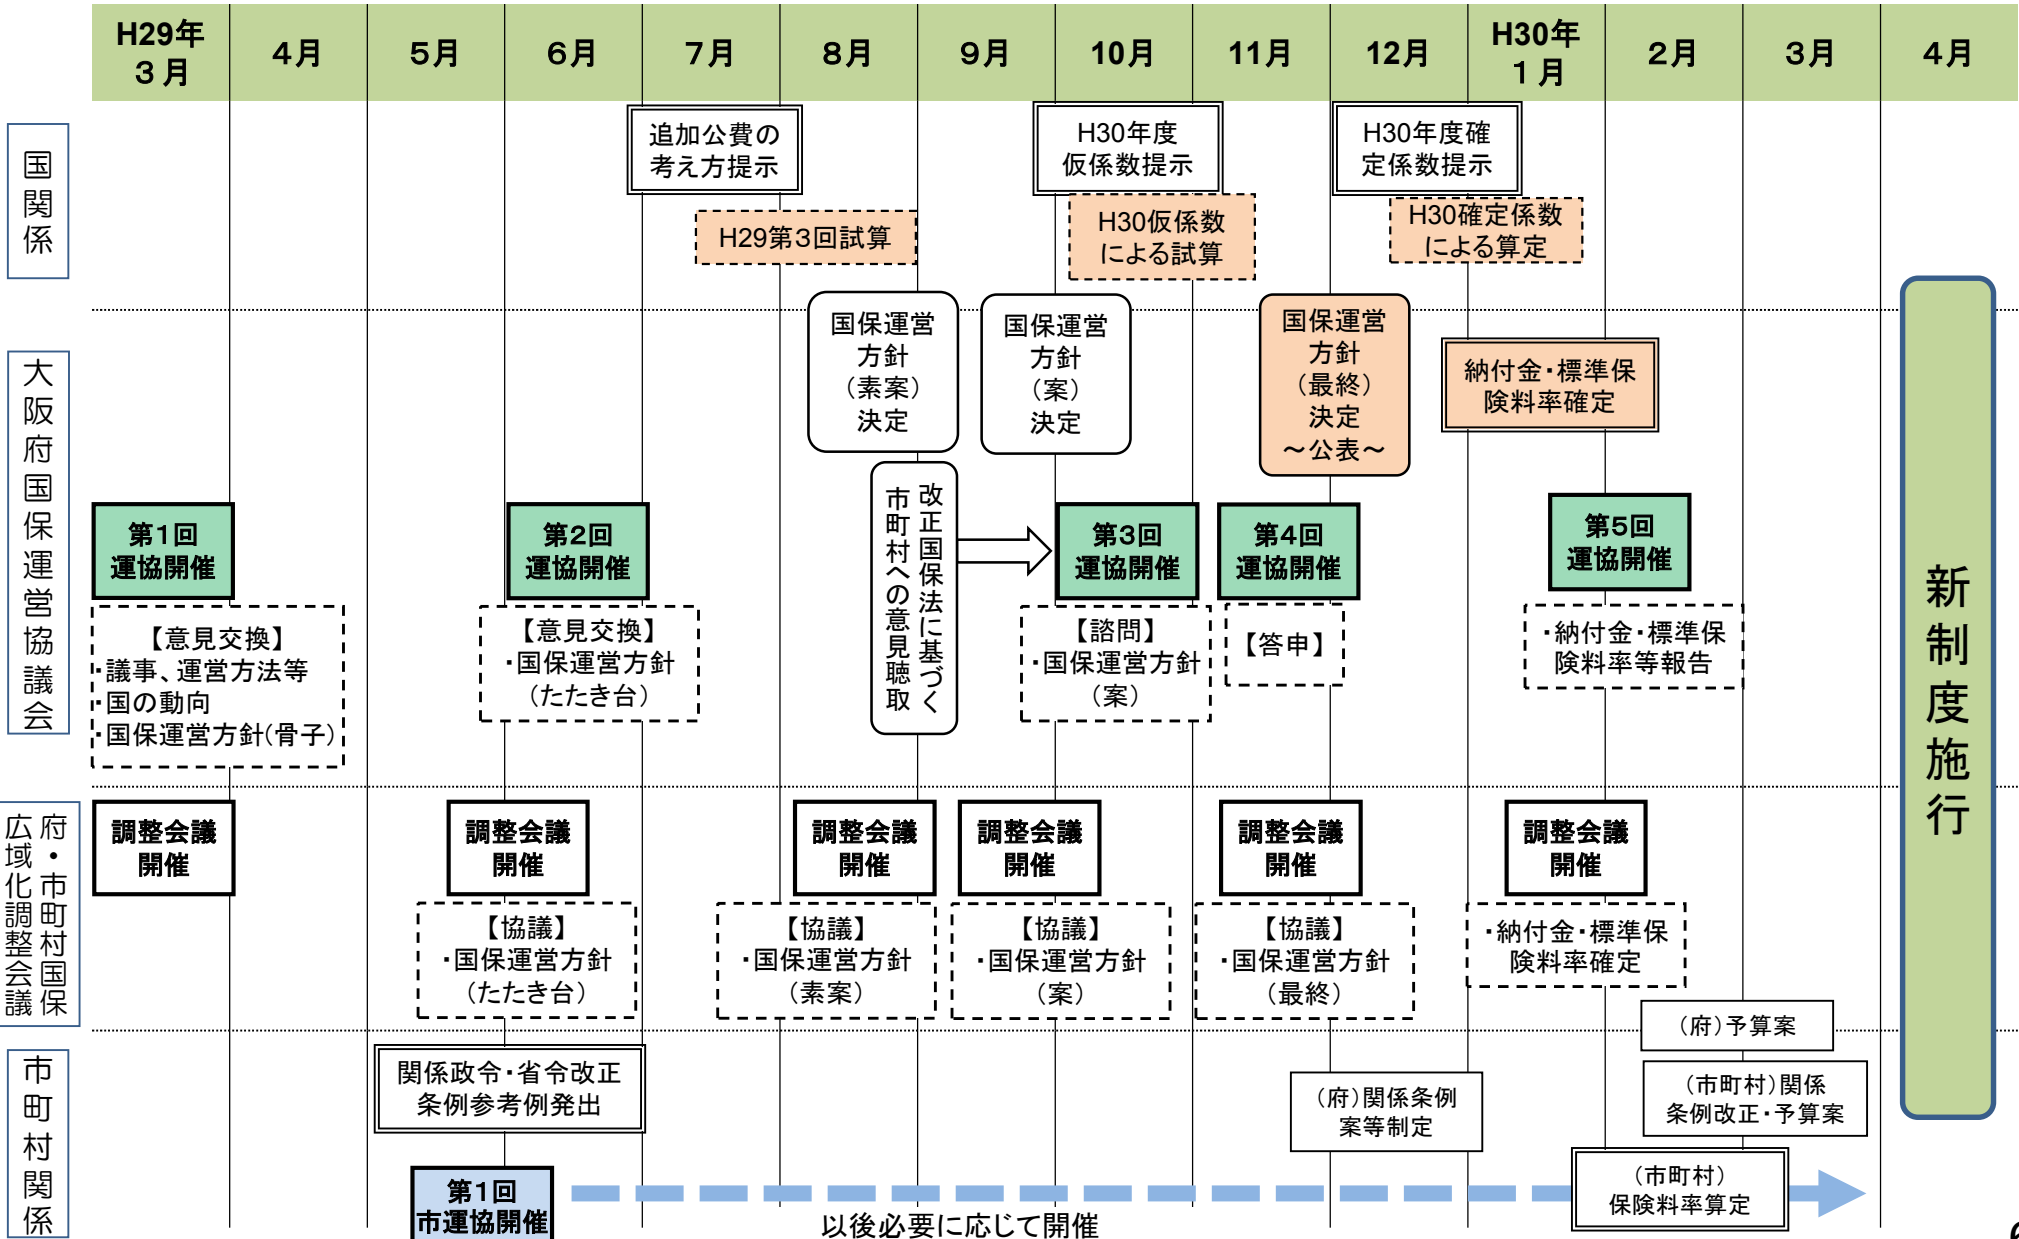 H29年
３月
４月
５月
６月
７月
８月
９月
10月
11月
12月
H30年
１月
２月
３月
４月
国関係
追加公費の
考え方提示
H30年度
仮係数提示
H30年度確
定係数提示
H29第３回試算
H30仮係数
による試算
H30確定係数
による算定
大阪府国保運営協議会
国保運営
方針
（素案）
決定
国保運営
方針
（案）
決定
国保運営
方針
（最終）
決定
～公表～
納付金・標準保
険料率確定
改正国保法に基づく
市町村への意見聴取
第１回
運協開催
第２回
運協開催
第３回
運協開催
第４回
運協開催
第５回
運協開催
【意見交換】
・議事、運営方法等
・国の動向
・国保運営方針（骨子）
【意見交換】
・国保運営方針
（たたき台）
【諮問】
・国保運営方針
（案）
【答申】
・納付金・標準保
険料率等報告
新制度施行
府・市町村国保
広域化調整会議
調整会議
開催
調整会議
開催
調整会議
開催
調整会議
開催
調整会議
開催
調整会議
開催
【協議】
・国保運営方針
（たたき台）
【協議】
・国保運営方針
（素案）
【協議】
・国保運営方針
（案）
【協議】
・国保運営方針
（最終）
・納付金・標準保
険料率確定
市町村関係
（府）予算案
関係政令・省令改正
条例参考例発出
（府）関係条例
案等制定
（市町村）関係
条例改正・予算案
第１回
市運協開催
（市町村）
保険料率算定
以後必要に応じて開催